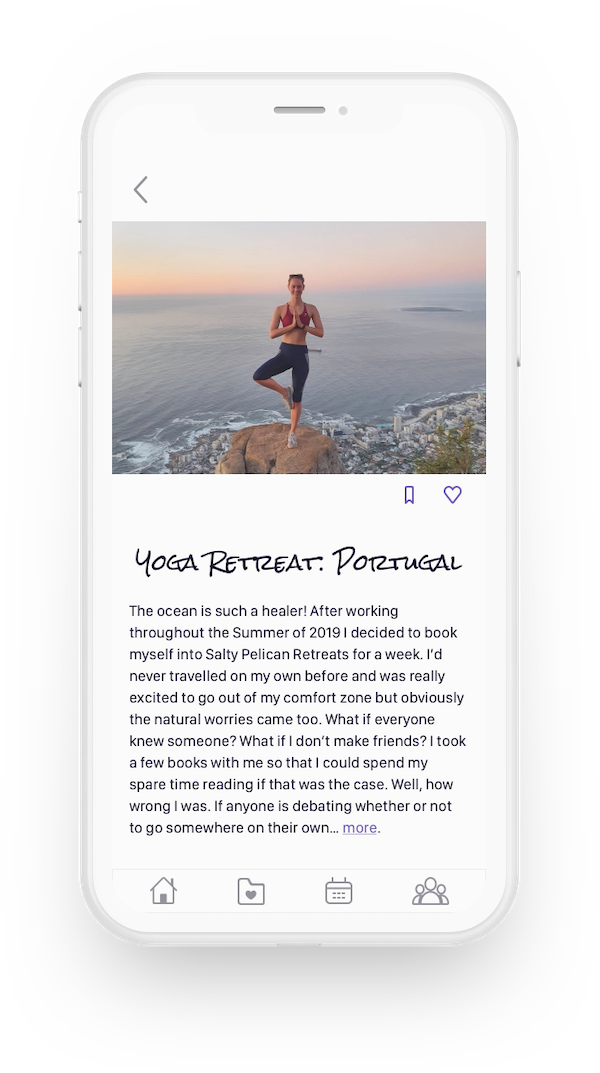 Yoga Retreat: Portugal
The ocean is such a healer! After working
throughout the Summer of 2019 I decided to book
myself into Salty Pelican Retreats for a week. I’d
never travelled on my own before and was really
excited to go out of my comfort zone but obviously
the natural worries came too. What if everyone
knew someone? What if I don’t make friends? I took
a few books with me so that I could spend my
spare time reading if that was the case. Well, how
wrong I was. If anyone is debating whether or not
to go somewhere on their own... more.